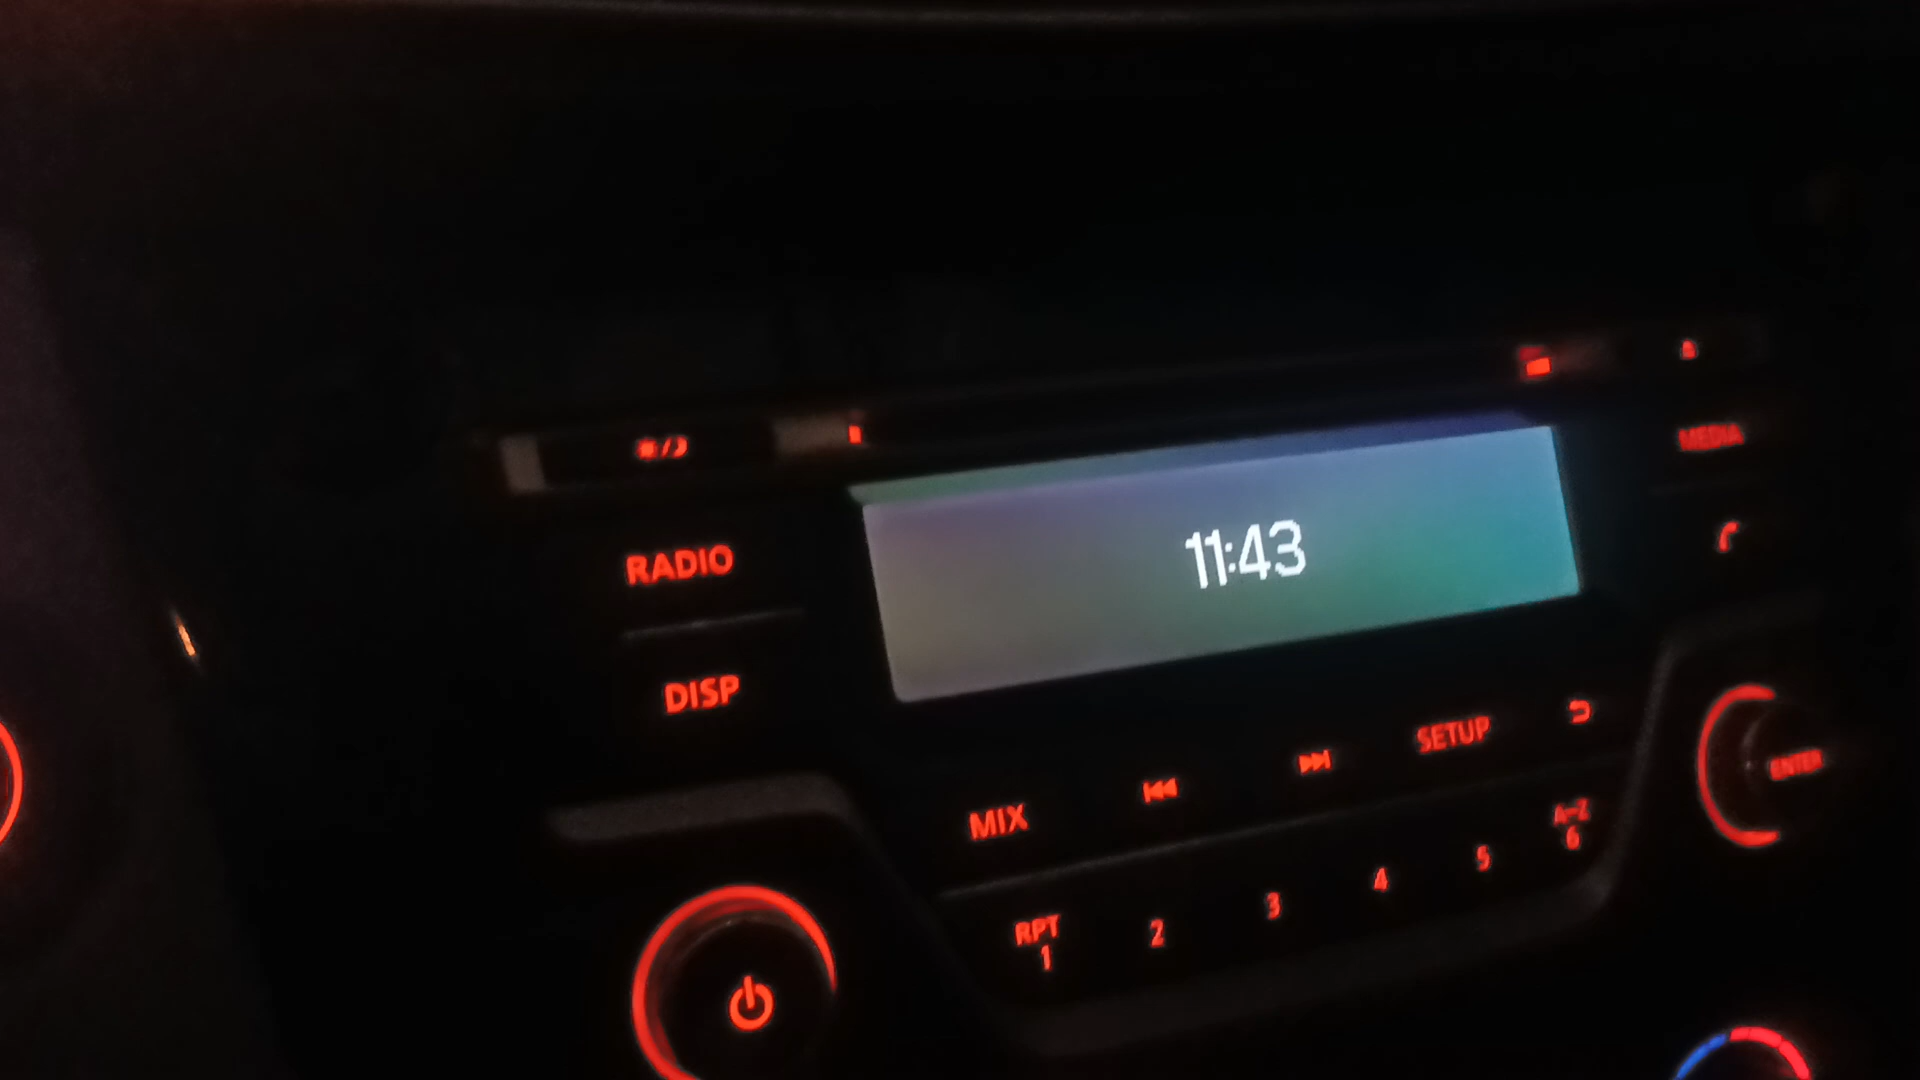 RADIO
MEDIA
11:43
DISP
SETUP
MIX
ENTER
A-Z
RPT
1 2 3 4 5 6